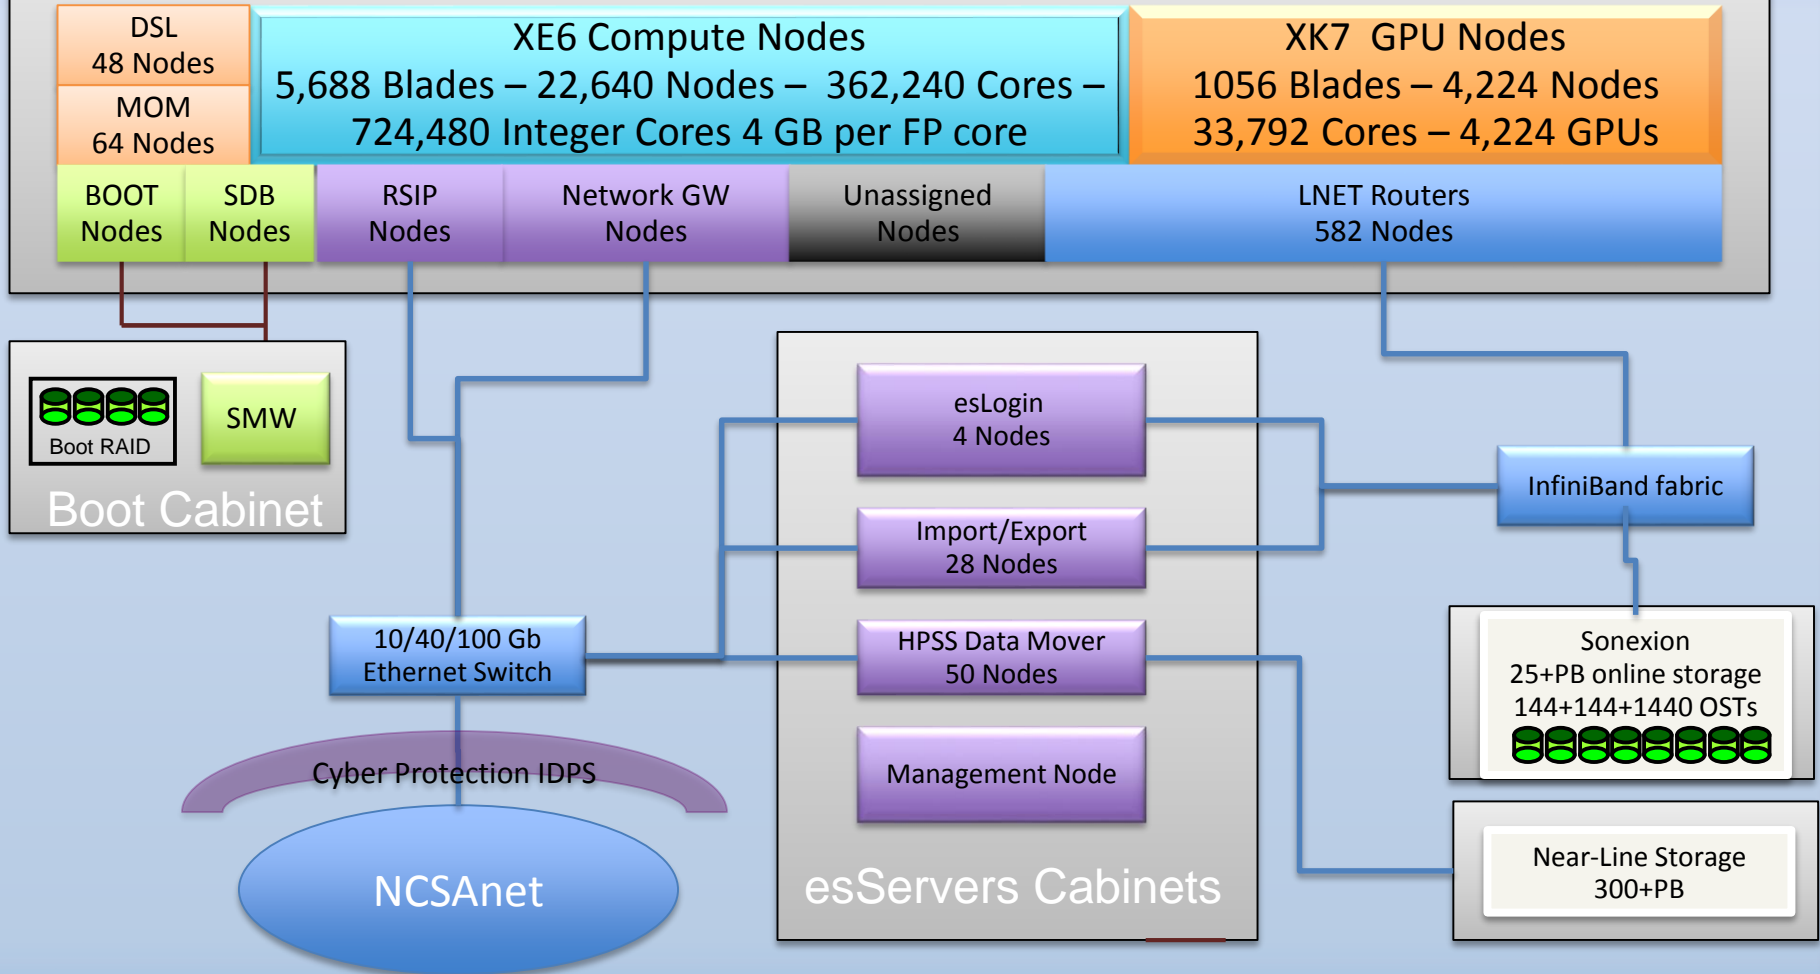 DSL
48 Nodes
MOM
64 Nodes
XE6 Compute Nodes
5,688 Blades – 22,640 Nodes – 362,240 Cores –
724,480 Integer Cores 4 GB per FP core
XK7 GPU Nodes
1056 Blades – 4,224 Nodes
33,792 Cores – 4,224 GPUs
BOOT
Nodes
SDB
Nodes
RSIP
Nodes
Network GW
Nodes
Unassigned
Nodes
LNET Routers
582 Nodes
Boot RAID
SMW
Boot Cabinet
esLogin
4 Nodes
Import/Export
28 Nodes
HPSS Data Mover
50 Nodes
Management Node
esServers Cabinets
InfiniBand fabric
10/40/100 Gb
Ethernet Switch
Cyber Protection IDPS
NCSAnet
Sonexion
25+PB online storage
144+144+1440 OSTs
Near-Line Storage
300+PB